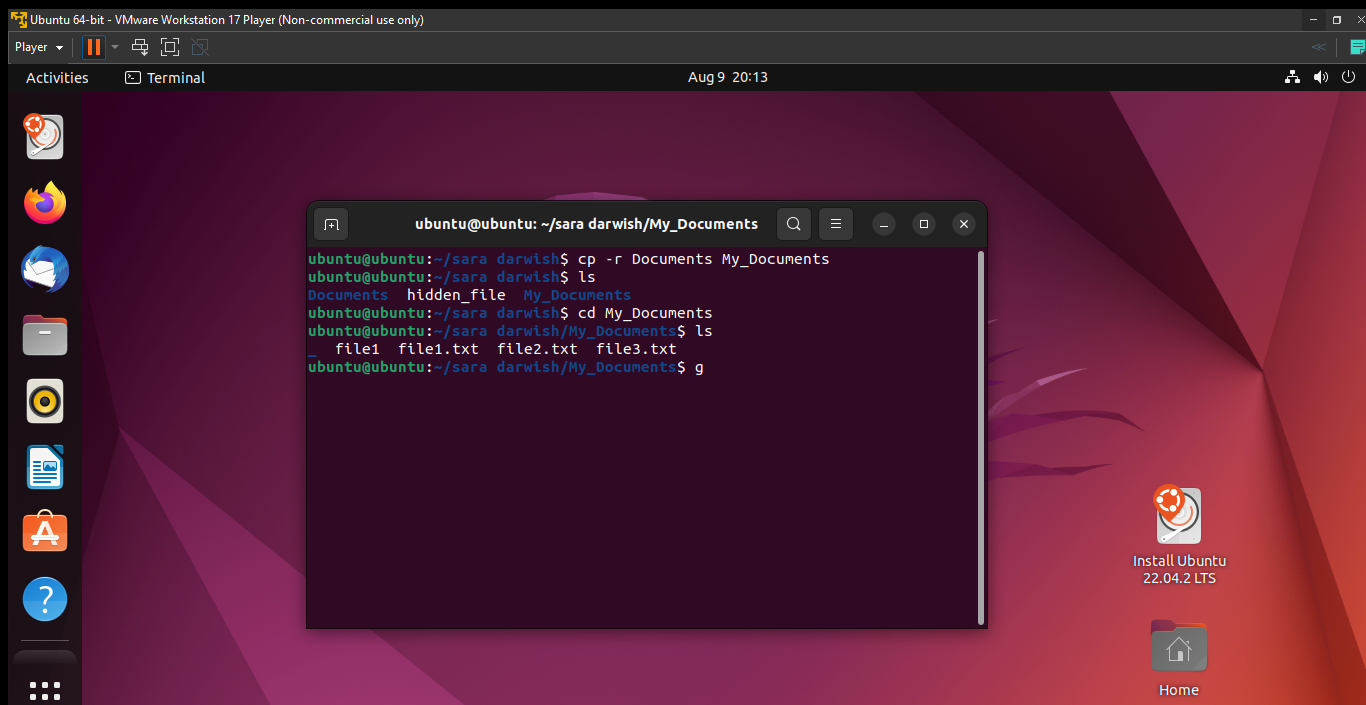 Ubuntu 64-bit - VMware Workstation 17 Player (Non-commercial use only)
Player
Activities Terminal Aug 9 20:13
ubuntu@ubuntu: ~/sara darwish/My_Documents
ubuntu@ubuntu:~/sara darwish$ cp -r Documents My_Documents
ubuntu@ubuntu:~/sara darwish$ ls
Documents hidden_file My_Documents
ubuntu@ubuntu:~/sara darwish$ cd My_Documents
ubuntu@ubuntu:~/sara darwish/My_Documents$ ls
_ file1 file1.txt file2.txt file3.txt
ubuntu@ubuntu:~/sara darwish/My_Documents$ g
Install Ubuntu
22.04.2 LTS
Home